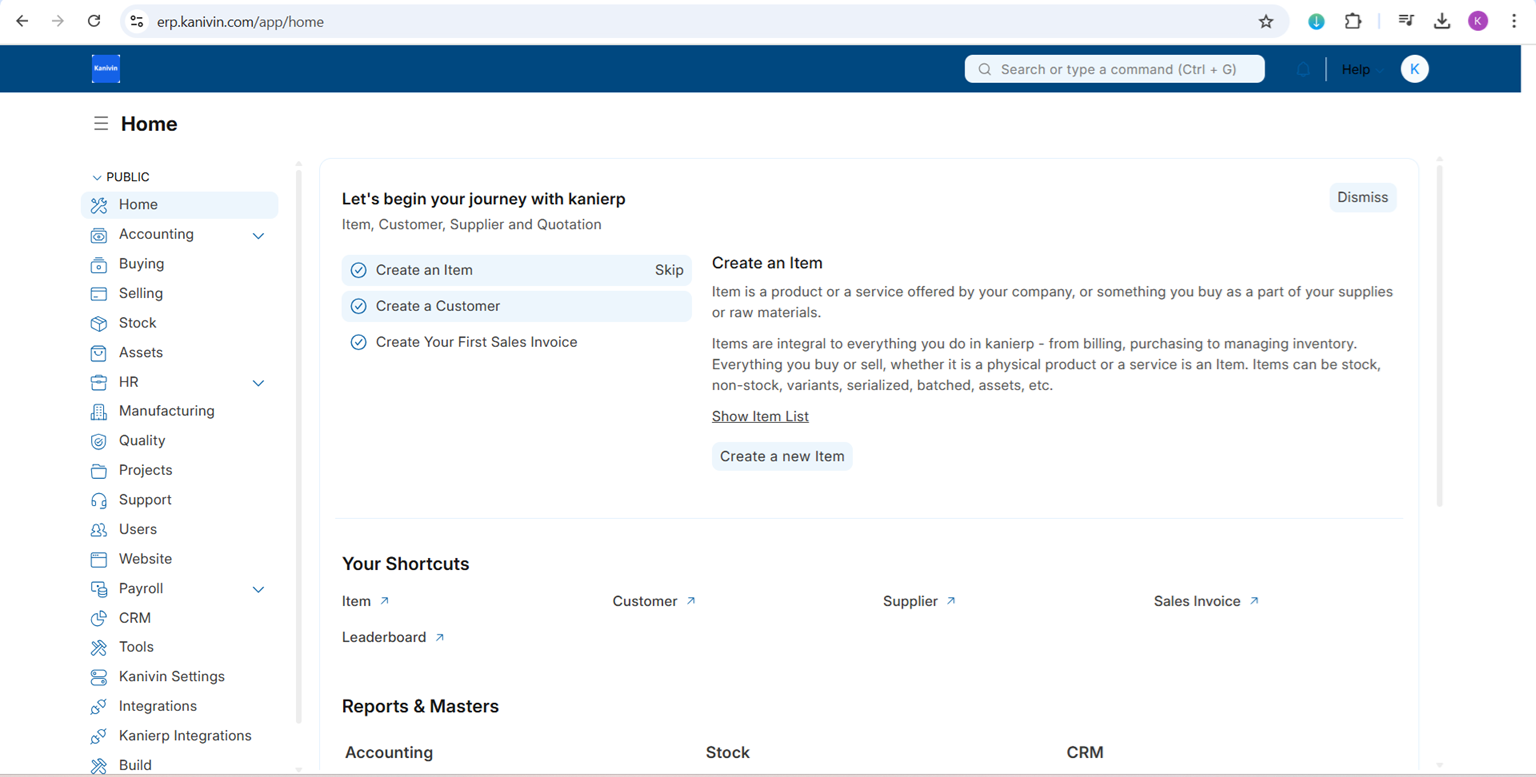 erp.kanivin.com/app/home
K
Kanivin
Search or type a command (Ctrl + G)
Help
K
Home
PUBLIC
Home
Accounting
Buying
Selling
Stock
Assets
HR
Manufacturing
Quality
Projects
Support
Users
Website
Payroll
CRM
Tools
Kanivin Settings
Integrations
Kanierp Integrations
Build
Let's begin your journey with kanierp
Dismiss
Item, Customer, Supplier and Quotation
Create an Item
Skip
Create a Customer
Create Your First Sales Invoice
Create an Item
Item is a product or a service offered by your company, or something you buy as a part of your supplies
or raw materials.
Items are integral to everything you do in kanierp - from billing, purchasing to managing inventory.
Everything you buy or sell, whether it is a physical product or a service is an Item. Items can be stock,
non-stock, variants, serialized, batched, assets, etc.
Show Item List
Create a new Item
Your Shortcuts
Item
Customer
Supplier
Sales Invoice
Leaderboard
Reports & Masters
Accounting
Stock
CRM